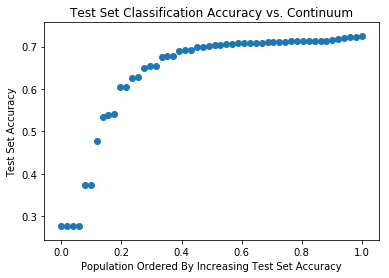 Test Set Classification Accuracy vs. Continuum
Test Set Accuracy
0.7
0.6
0.5
0.4
0.3
0.0 0.2 0.4 0.6 0.8 1.0
Population Ordered By Increasing Test Set Accuracy